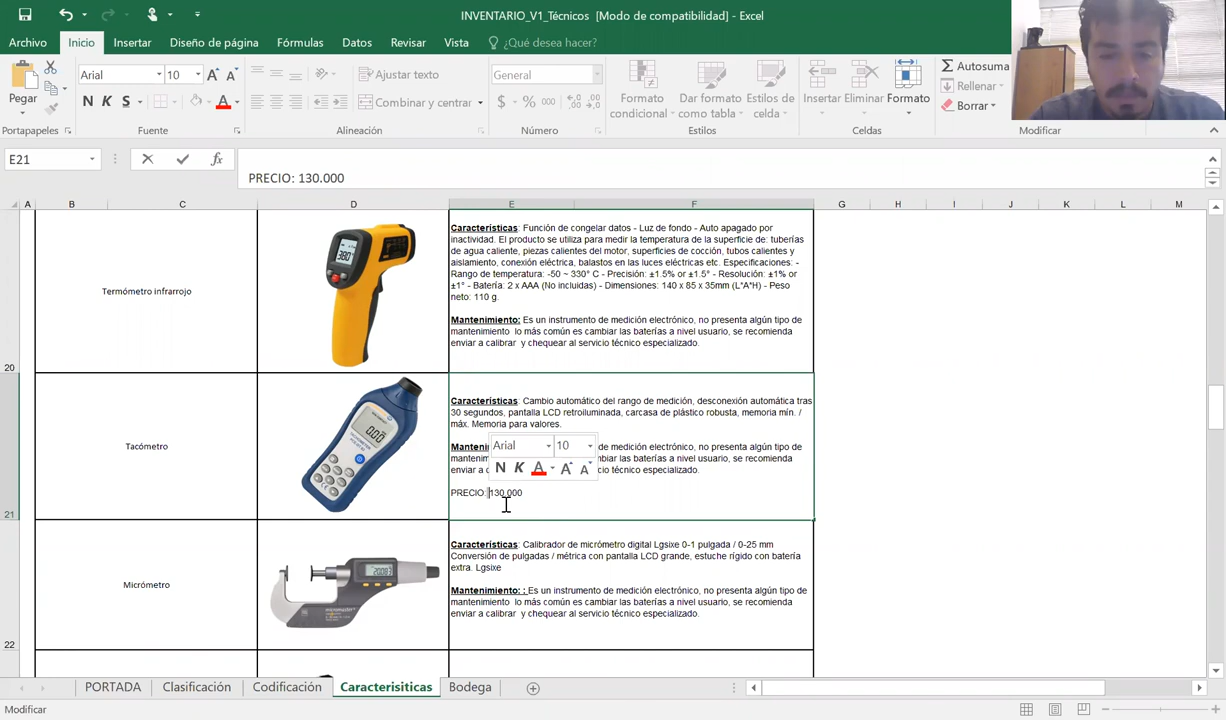 INVENTARIO_V1_Técnicos [Modo de compatibilidad] - Excel
Archivo Inicio Insertar Diseño de página Fórmulas Datos Revisar Vista ¿Qué desea hacer?
Pegar
Arial 10
N K S A
Ajustar texto
Combinar y centrar
General
$ % 000
Formato condicional
Dar formato como tabla
Estilos de celda
Insertar Eliminar Formato
Autosuma
Rellenar
Borrar
Portapapeles Fuente Alineación Número Estilos Celdas Modificar
E21
fx
PRECIO: 130.000
A B C D E F G H I J K L M
Termómetro infrarrojo
Características: Función de congelar datos - Luz de fondo - Auto apagado por
inactividad. El producto se utiliza para medir la temperatura de la superficie de: tuberías
de agua caliente, piezas calientes del motor, superficies de cocción, tubos calientes y
aislamiento, conexión eléctrica, balastos en las luces eléctricas etc. Especificaciones: -
Rango de temperatura: -50 ~ 330° C - Precisión: ±1.5% or ±1.5° - Resolución: ±1% or
±1° - Batería: 2 x AAA (No incluidas) - Dimensiones: 140 x 85 x 35mm (L*A*H) - Peso
neto: 110 g.
Mantenimiento: Es un instrumento de medición electrónico, no presenta algún tipo de
mantenimiento lo más común es cambiar las baterías a nivel usuario, se recomienda
enviar a calibrar y chequear al servicio técnico especializado.
20
Tacómetro
Características: Cambio automático del rango de medición, desconexión automática tras
30 segundos, pantalla LCD retroiluminada, carcasa de plástico robusta, memoria mín. /
máx. Memoria para valores.
Manteni de medición electrónico, no presenta algún tipo de
mantenim biar las baterías a nivel usuario, se recomienda
enviar a c cio técnico especializado.
Arial 10
N K A A A
PRECIO: 130.000
21
Micrómetro
Características: Calibrador de micrómetro digital Lgsixe 0-1 pulgada / 0-25 mm
Conversión de pulgadas / métrica con pantalla LCD grande, estuche rígido con batería
extra. Lgsixe
Mantenimiento: : Es un instrumento de medición electrónico, no presenta algún tipo de
mantenimiento lo más común es cambiar las baterías a nivel usuario, se recomienda
enviar a calibrar y chequear al servicio técnico especializado.
22
PORTADA Clasificación Codificación Caracterisiticas Bodega
Modificar